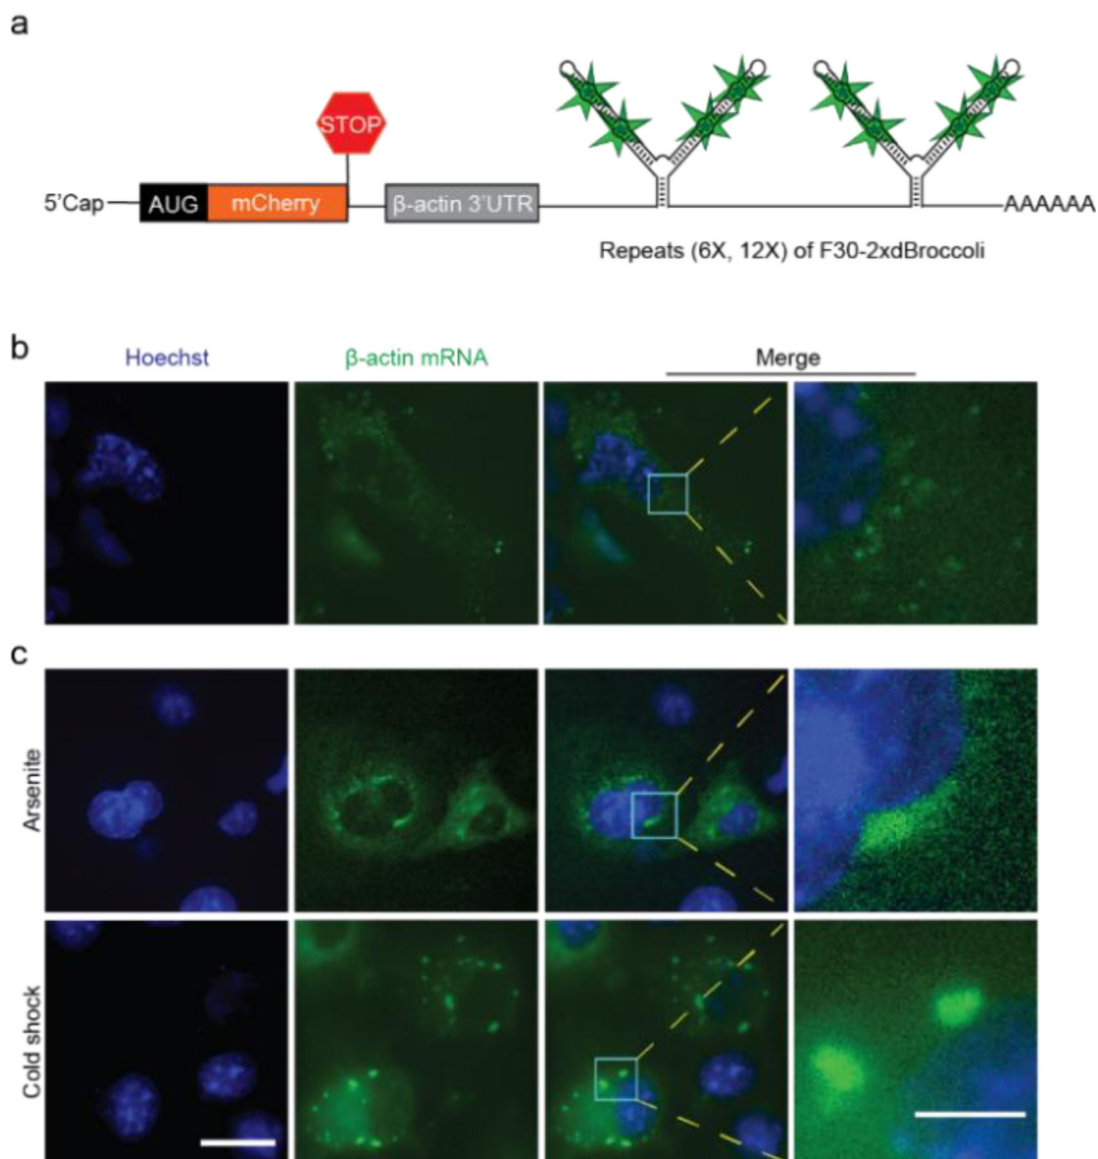 a
STOP
5'Cap
AUG
mCherry
β-actin 3'UTR
AAAAAA
Repeats (6X, 12X) of F30-2xdBroccoli
b
Hoechst
β-actin mRNA
Merge
c
Arsenite
Cold shock